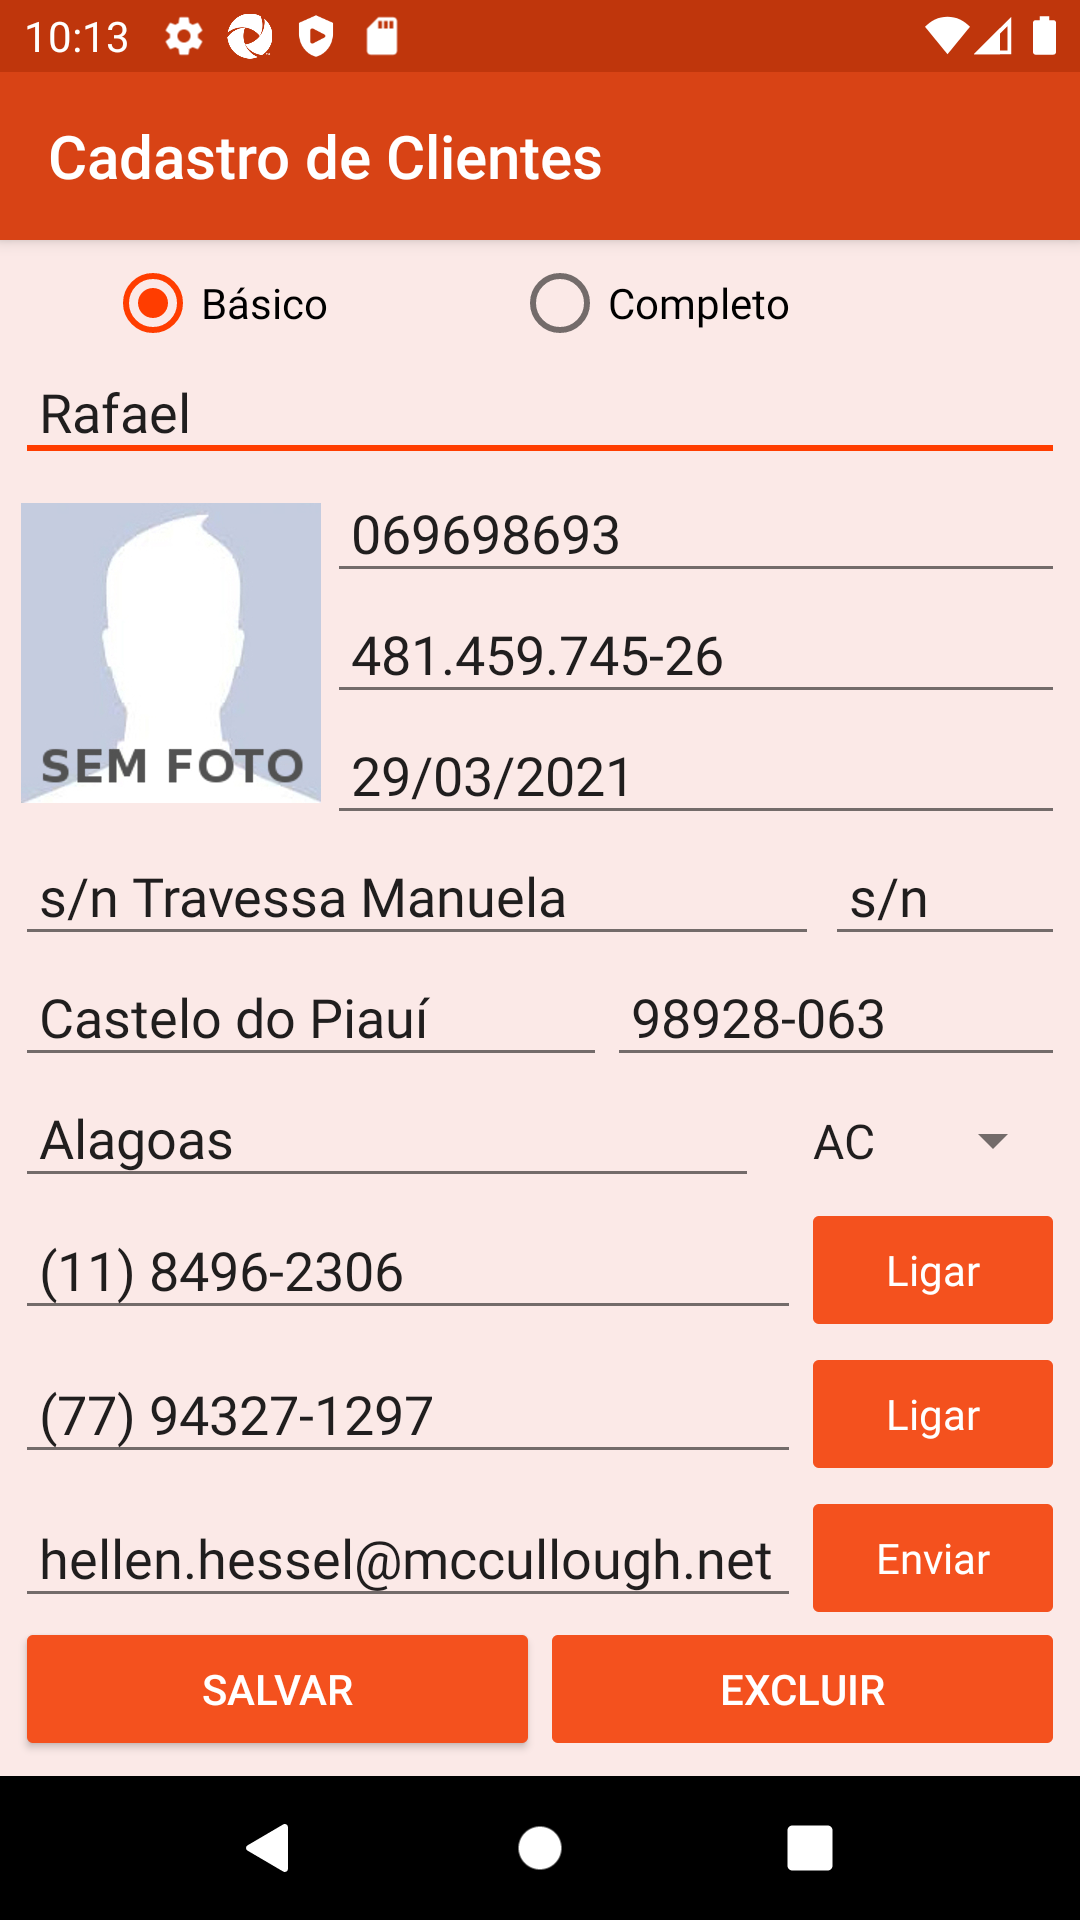 10:13
Cadastro de Clientes
Básico Completo
Rafael
069698693
481.459.745-26
SEM FOTO
29/03/2021
s/n Travessa Manuela s/n
Castelo do Piauí 98928-063
Alagoas AC
(11) 8496-2306 Ligar
(77) 94327-1297 Ligar
hellen.hessel@mccullough.net Enviar
SALVAR EXCLUIR